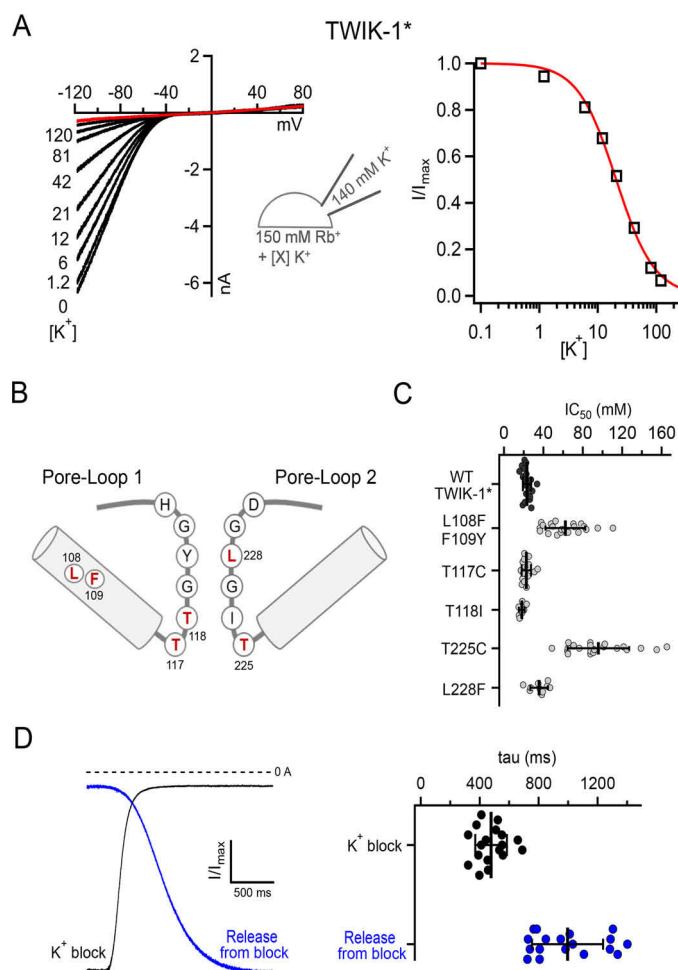 A
TWIK-1*
2
-120
-80
-40
40
80
mV
-2
-4
-6
nA
120
81
42
21
12
6
1.2
0
[K⁺]
140 mM K⁺
150 mM Rb⁺
+ [X] K⁺
1.0
0.8
0.6
0.4
0.2
0.0
I/Imax
0.1
1
10
100
[K⁺]
B
Pore-Loop 1
Pore-Loop 2
H
G
Y
G
T
118
T
117
108
L
F
109
D
G
L
228
G
I
T
225
C
IC₅₀ (mM)
0
40
80
120
160
WT
TWIK-1*
L108F
F109Y
T117C
T118I
T225C
L228F
D
0 A
I/Imax
500 ms
K⁺ block
Release
from block
tau (ms)
0
400
800
1200
K⁺ block
Release
from block